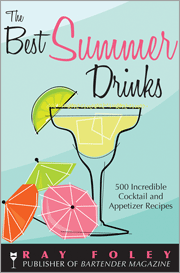 The
Best Summer
Drinks
500 Incredible
Cocktail and
Appetizer Recipes
RAY FOLEY
PUBLISHER OF BARTENDER MAGAZINE